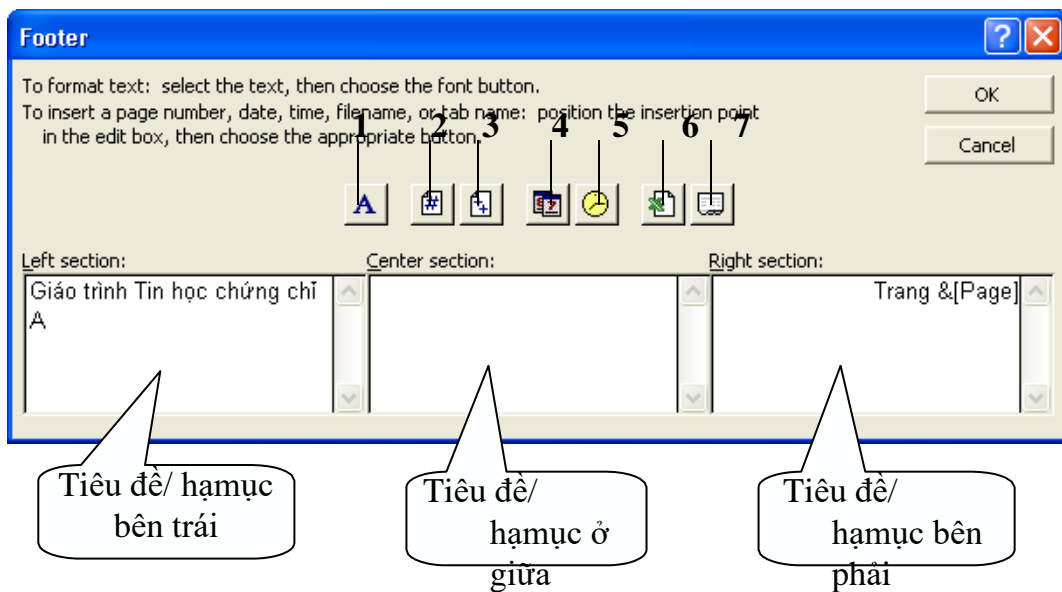 Footer
To format text: select the text, then choose the font button.
To insert a page number, date, time, filename, or tab name: position the insertion point
in the edit box, then choose the appropriate button.
OK
Cancel
1 2 3 4 5 6 7
Left section:
Center section:
Right section:
Giáo trình Tin học chứng chỉ
A
Trang &[Page]
Tiêu đề/ hạmục
bên trái
Tiêu đề/
hạmục ở
giữa
Tiêu đề/
hạmục bên
phải